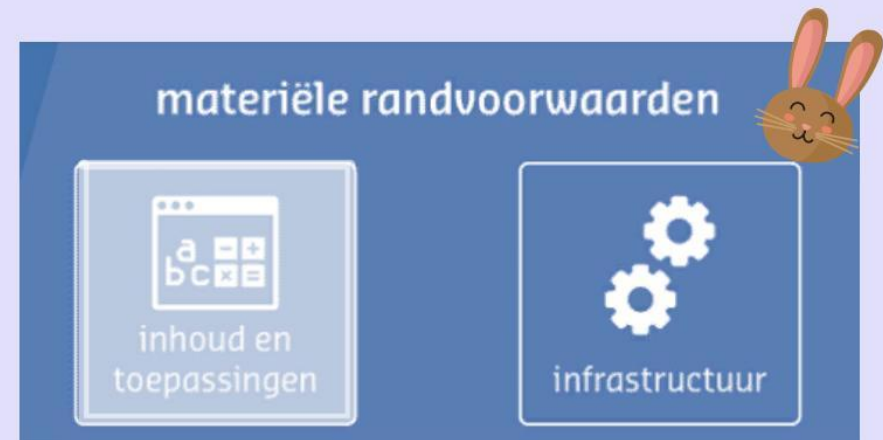 materiële randvoorwaarden
a
b c
- +
× =
inhoud en
toepassingen
infrastructuur